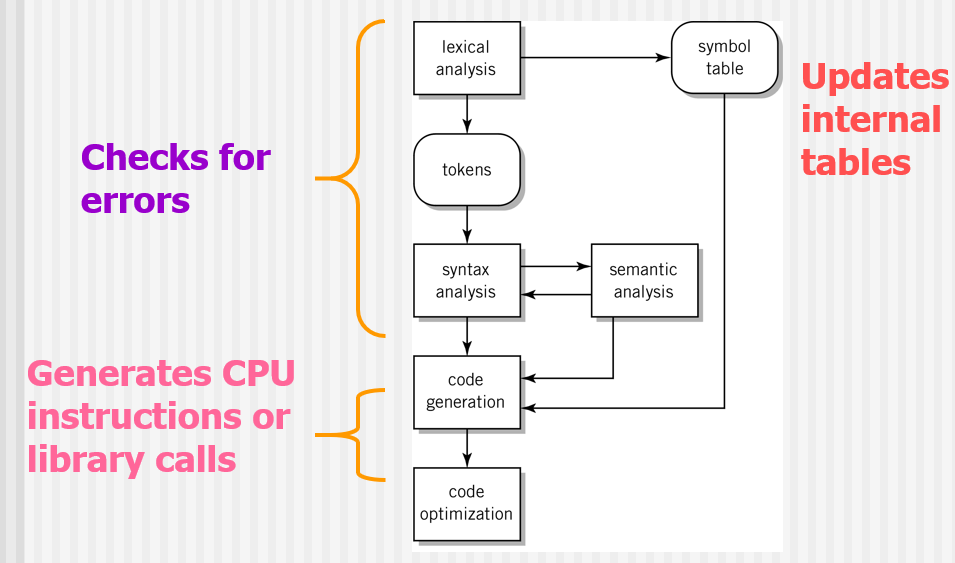 lexical
analysis
symbol
table
Updates
internal
tables
Checks for
errors
tokens
syntax
analysis
semantic
analysis
Generates CPU
instructions or
library calls
code
generation
code
optimization